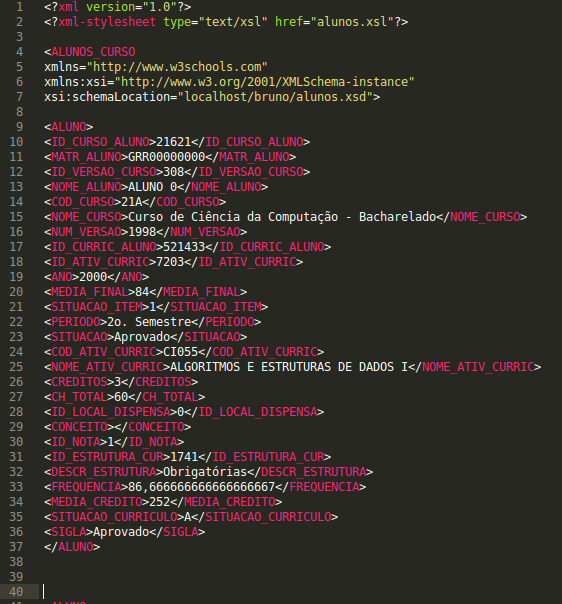 1 <?xml version="1.0"?>
2 <?xml-stylesheet type="text/xsl" href="alunos.xsl"?>
3
4 <ALUNOS_CURSO
5 xmlns="http://www.w3schools.com"
6 xmlns:xsi="http://www.w3.org/2001/XMLSchema-instance"
7 xsi:schemaLocation="localhost/bruno/alunos.xsd">
8
9 <ALUNO>
10 <ID_CURSO_ALUNO>21621</ID_CURSO_ALUNO>
11 <MATR_ALUNO>GRR00000000</MATR_ALUNO>
12 <ID_VERSAO_CURSO>308</ID_VERSAO_CURSO>
13 <NOME_ALUNO>ALUNO 0</NOME_ALUNO>
14 <COD_CURSO>21A</COD_CURSO>
15 <NOME_CURSO>Curso de Ciência da Computação - Bacharelado</NOME_CURSO>
16 <NUM_VERSAO>1998</NUM_VERSAO>
17 <ID_CURRIC_ALUNO>521433</ID_CURRIC_ALUNO>
18 <ID_ATIV_CURRIC>7203</ID_ATIV_CURRIC>
19 <ANO>2000</ANO>
20 <MEDIA_FINAL>84</MEDIA_FINAL>
21 <SITUACAO_ITEM>1</SITUACAO_ITEM>
22 <PERIODO>2o. Semestre</PERIODO>
23 <SITUACAO>Aprovado</SITUACAO>
24 <COD_ATIV_CURRIC>CI055</COD_ATIV_CURRIC>
25 <NOME_ATIV_CURRIC>ALGORITMOS E ESTRUTURAS DE DADOS I</NOME_ATIV_CURRIC>
26 <CREDITOS>3</CREDITOS>
27 <CH_TOTAL>60</CH_TOTAL>
28 <ID_LOCAL_DISPENSA>0</ID_LOCAL_DISPENSA>
29 <CONCEITO></CONCEITO>
30 <ID_NOTA>1</ID_NOTA>
31 <ID_ESTRUTURA_CUR>1741</ID_ESTRUTURA_CUR>
32 <DESCR_ESTRUTURA>Obrigatórias</DESCR_ESTRUTURA>
33 <FREQUENCIA>86,666666666666666667</FREQUENCIA>
34 <MEDIA_CREDITO>252</MEDIA_CREDITO>
35 <SITUACAO_CURRICULO>A</SITUACAO_CURRICULO>
36 <SIGLA>Aprovado</SIGLA>
37 </ALUNO>
38
39
40